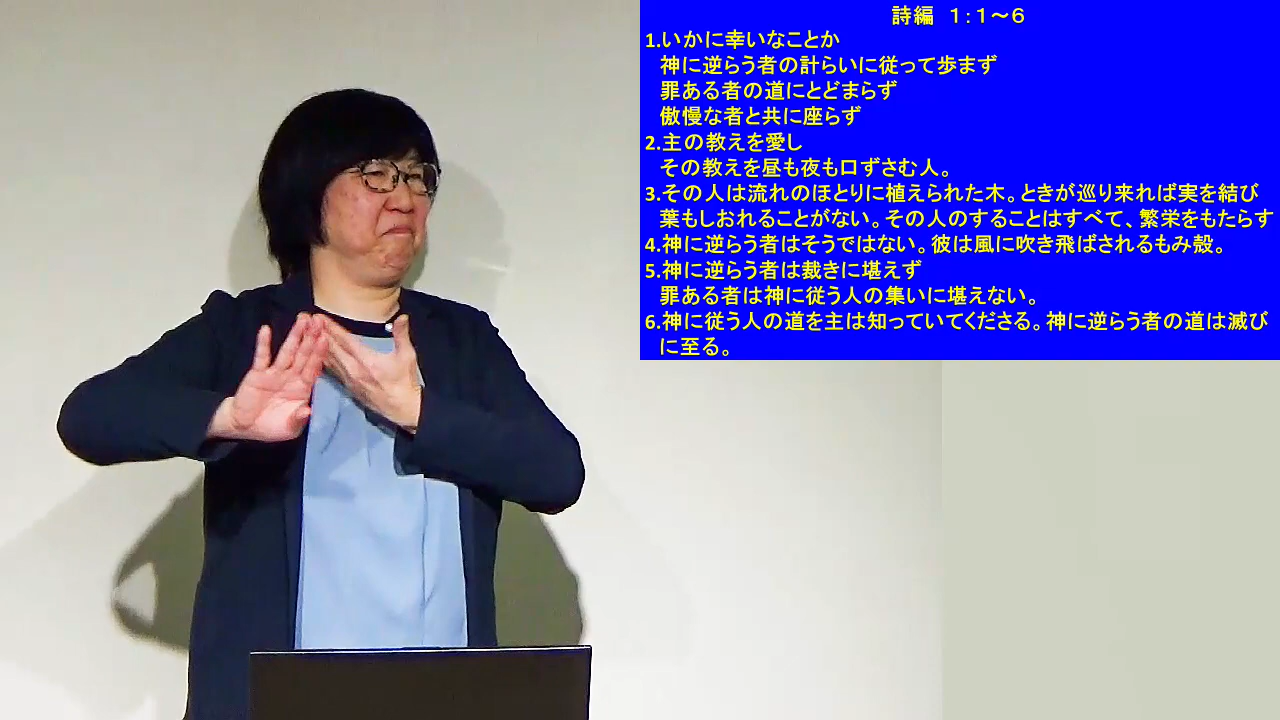 詩編　１：１～６
1.いかに幸いなことか
神に逆らう者の計らいに従って歩まず
罪ある者の道にとどまらず
傲慢な者と共に座らず
2.主の教えを愛し
その教えを昼も夜も口ずさむ人。
3.その人は流れのほとりに植えられた木。ときが巡り来れば実を結び
葉もしおれることがない。その人のすることはすべて、繁栄をもたらす
4.神に逆らう者はそうではない。彼は風に吹き飛ばされるもみ殻。
5.神に逆らう者は裁きに堪えず
罪ある者は神に従う人の集いに堪えない。
6.神に従う人の道を主は知っていてくださる。神に逆らう者の道は滅び
に至る。